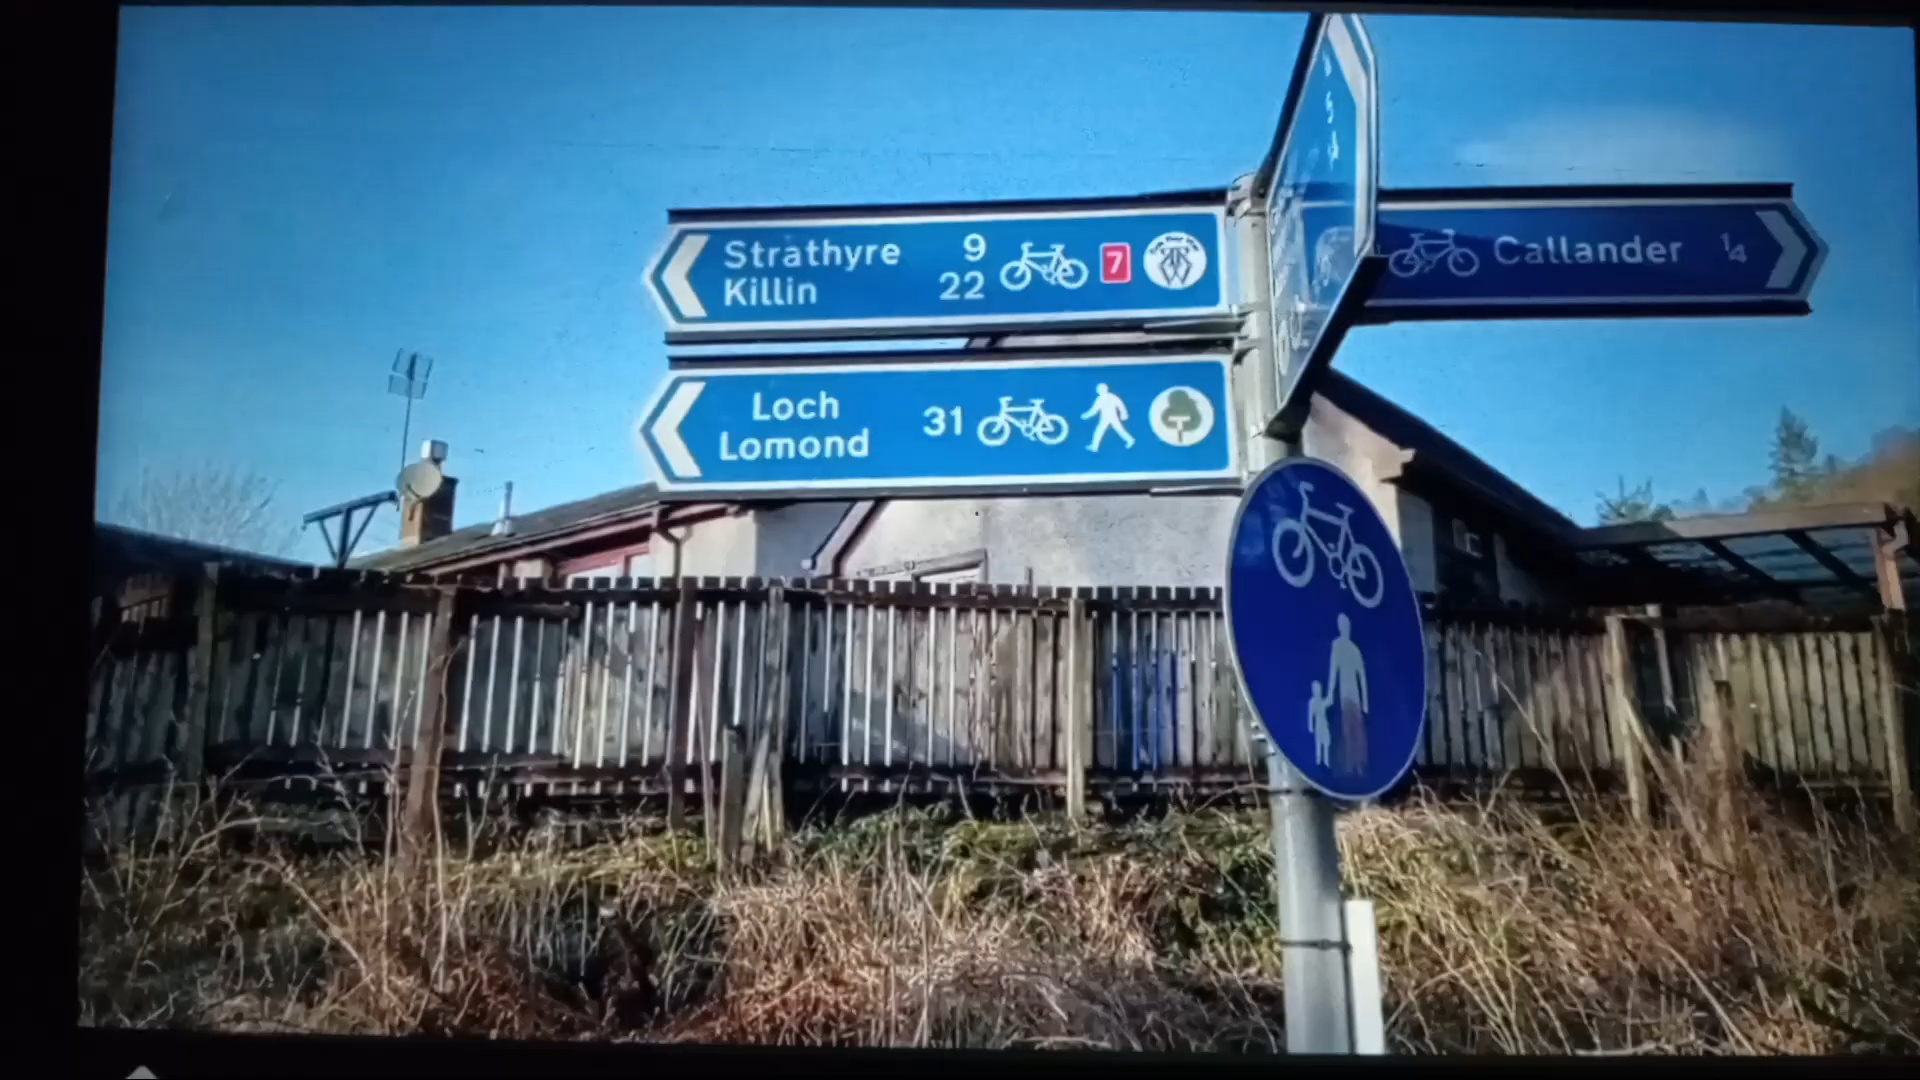 Strathyre 9
Killin 22
7
Callander 1/4
Loch
Lomond 31